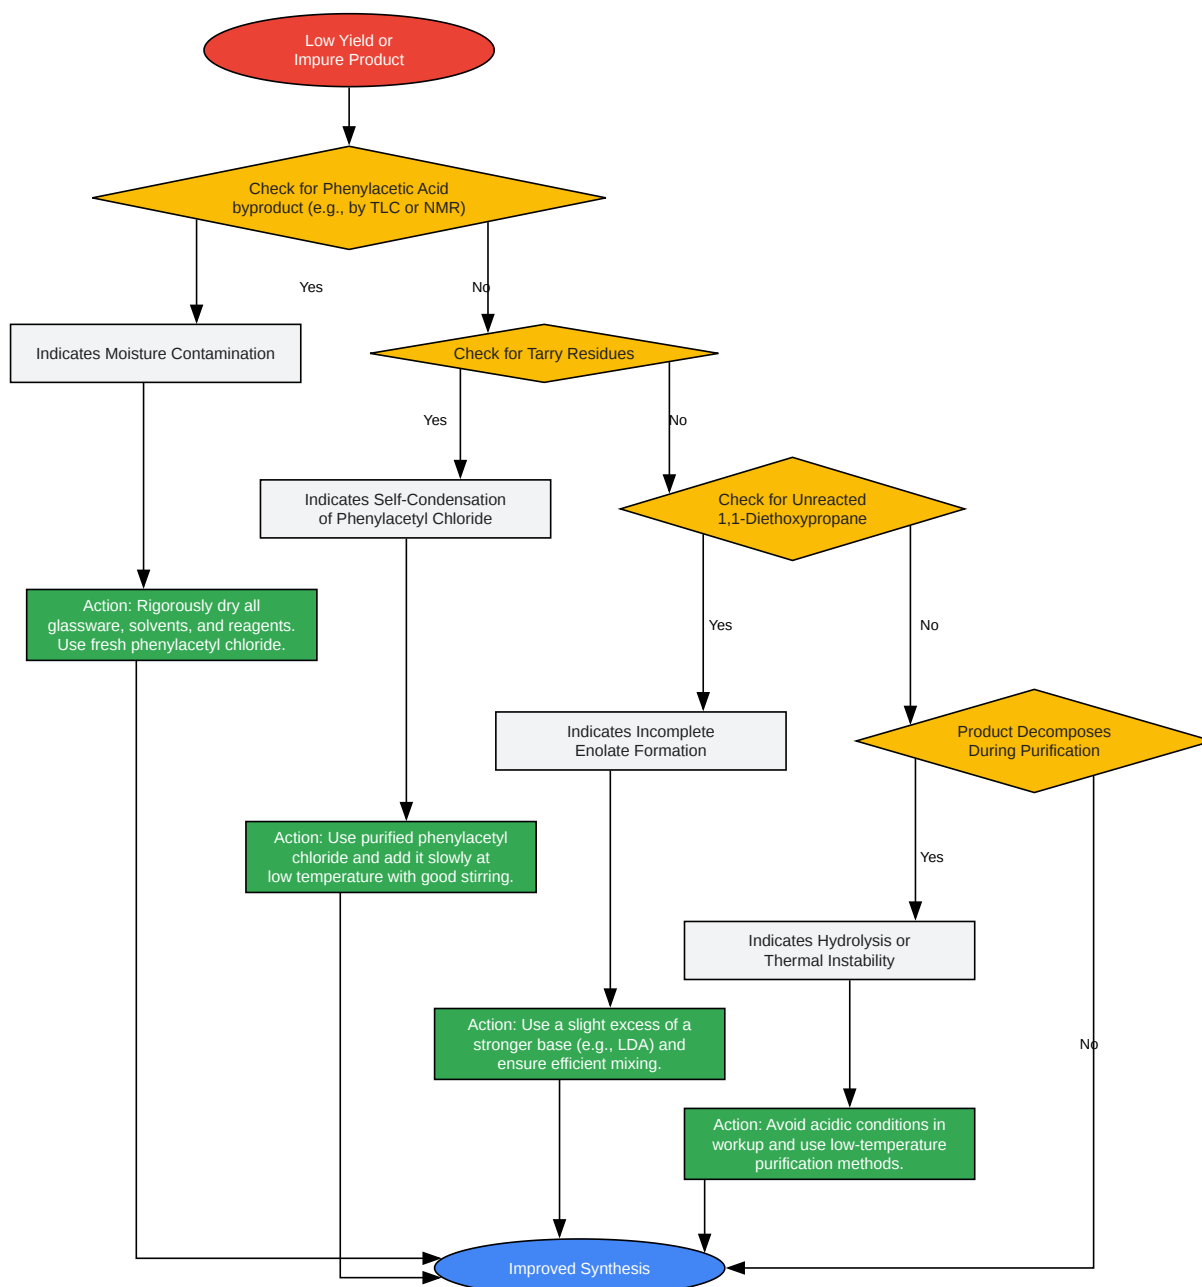 Low Yield or
Impure Product
Check for Phenylacetic Acid
byproduct (e.g., by TLC or NMR)
Yes
No
Indicates Moisture Contamination
Check for Tarry Residues
Yes
No
Indicates Self-Condensation
of Phenylacetyl Chloride
Check for Unreacted
1,1-Diethoxypropane
Action: Rigorously dry all
glassware, solvents, and reagents.
Use fresh phenylacetyl chloride.
Yes
No
Indicates Incomplete
Enolate Formation
Product Decomposes
During Purification
Action: Use purified phenylacetyl
chloride and add it slowly at
low temperature with good stirring.
Yes
Indicates Hydrolysis or
Thermal Instability
Action: Use a slight excess of a
stronger base (e.g., LDA) and
ensure efficient mixing.
No
Action: Avoid acidic conditions in
workup and use low-temperature
purification methods.
Improved Synthesis